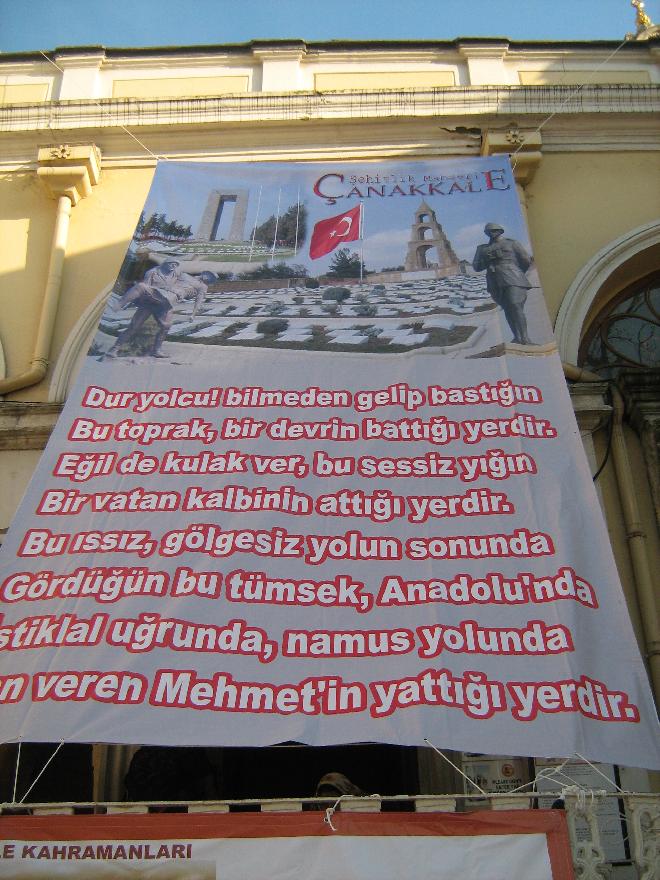 Şehitlik
ÇANAKKALE
Dur yolcu! bilmeden gelip bastığın
Bu toprak, bir devrin battığı yerdir.
Eğil de kulak ver, bu sessiz yığın
Bir vatan kalbinin attığı yerdir.
Bu ıssız, gölgesiz yolun sonunda
Gördüğün bu tümsek, Anadolu'nda
stiklal uğrunda, namus yolunda
n veren Mehmet'in yattığı yerdir.
LE KAHRAMANLARI